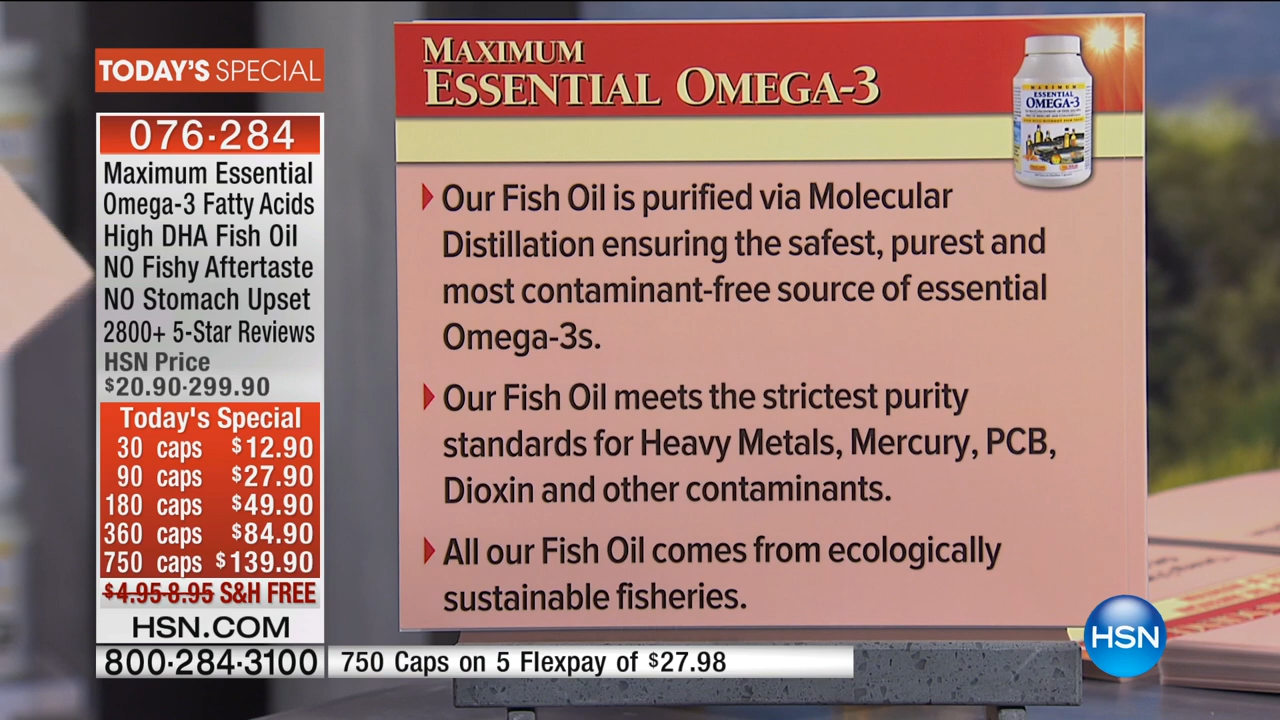 TODAY'S SPECIAL
076·284
Maximum Essential
Omega-3 Fatty Acids
High DHA Fish Oil
NO Fishy Aftertaste
NO Stomach Upset
2800+ 5-Star Reviews
HSN Price
$20.90-299.90
Today's Special
30 caps $12.90
90 caps $27.90
180 caps $49.90
360 caps $84.90
750 caps $139.90
$4.95-8.95 S&H FREE
HSN.COM
800·284·3100
750 Caps on 5 Flexpay of $27.98
MAXIMUM
ESSENTIAL OMEGA-3
MAXIMUM
ESSENTIAL
OMEGA-3
Our Fish Oil is purified via Molecular
Distillation ensuring the safest, purest and
most contaminant-free source of essential
Omega-3s.
Our Fish Oil meets the strictest purity
standards for Heavy Metals, Mercury, PCB,
Dioxin and other contaminants.
All our Fish Oil comes from ecologically
sustainable fisheries.
HSN